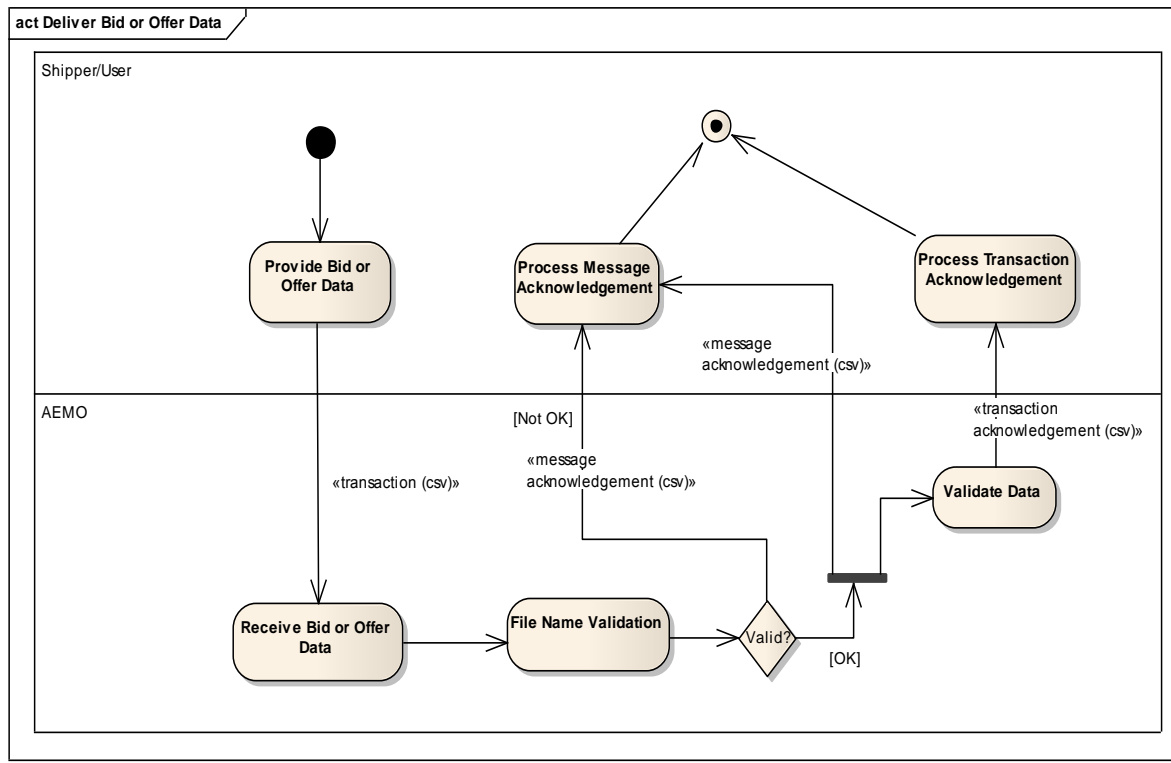 act Deliver Bid or Offer Data
Shipper/User
Provide Bid or
Offer Data
Process Message
Acknowledgement
Process Transaction
Acknowledgement
«message
acknowledgement (csv)»
AEMO
[Not OK]
«transaction
acknowledgement (csv)»
«message
acknowledgement (csv)»
«transaction (csv)»
Validate Data
Receive Bid or Offer
Data
File Name Validation
Valid?
[OK]